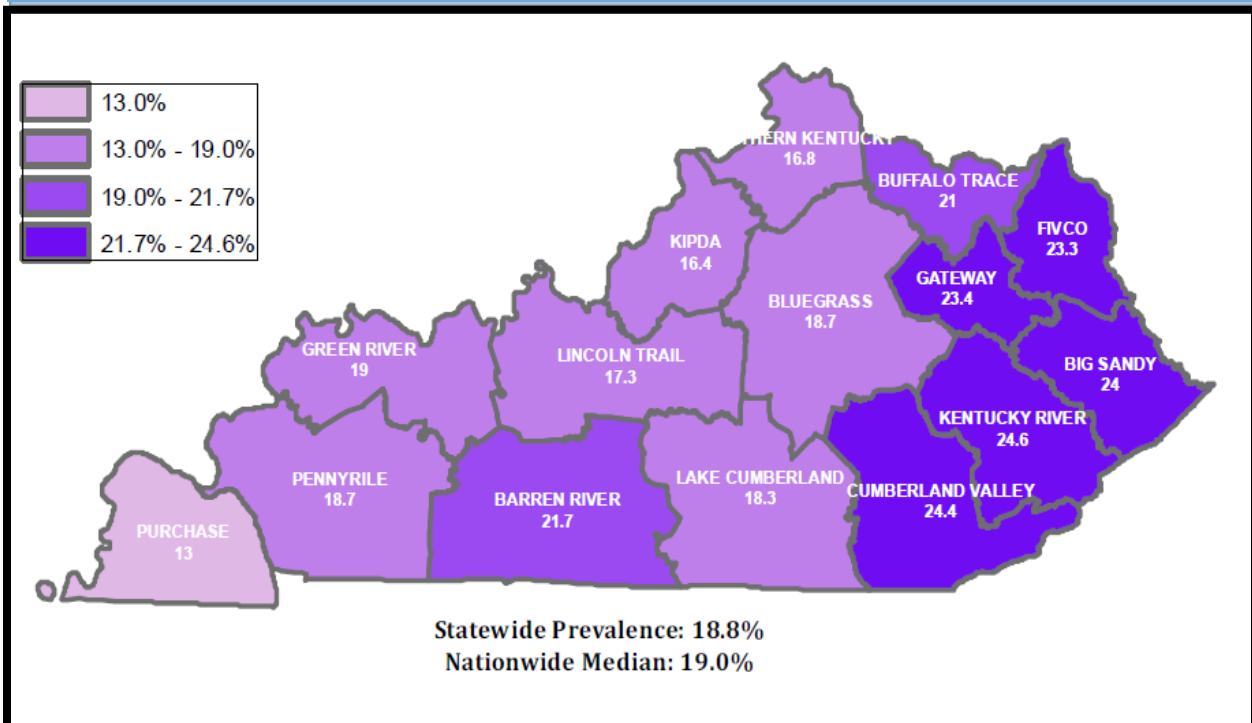 13.0%
13.0% - 19.0%
19.0% - 21.7%
21.7% - 24.6%
THERN KENTUCKY
16.8
BUFFALO TRACE
21
FIVCO
23.3
KIPDA
16.4
GATEWAY
23.4
BLUEGRASS
18.7
GREEN RIVER
19
LINCOLN TRAIL
17.3
BIG SANDY
24
KENTUCKY RIVER
24.6
PENNYRILE
18.7
BARREN RIVER
21.7
LAKE CUMBERLAND
18.3
CUMBERLAND VALLEY
24.4
PURCHASE
13
Statewide Prevalence: 18.8%
Nationwide Median: 19.0%